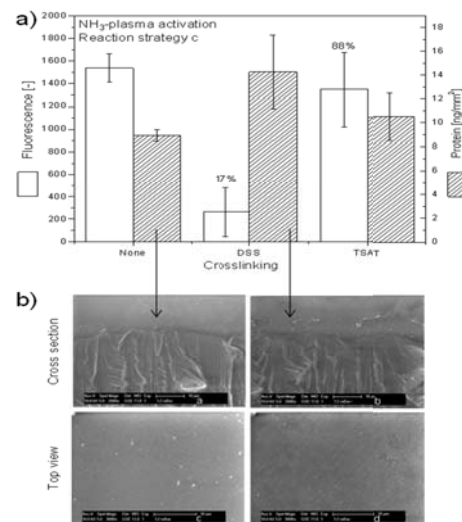 a)
NH₃-plasma activation
Reaction strategy c
2000
1800
1600
1400
1200
1000
800
600
400
200
0
Fluorescence [-]
18
16
14
12
10
8
6
4
2
0
Protein [ng/mm²]
17%
88%
None
DSS
TSAT
Crosslinking
b)
Cross section
a
b
Top view
c
d